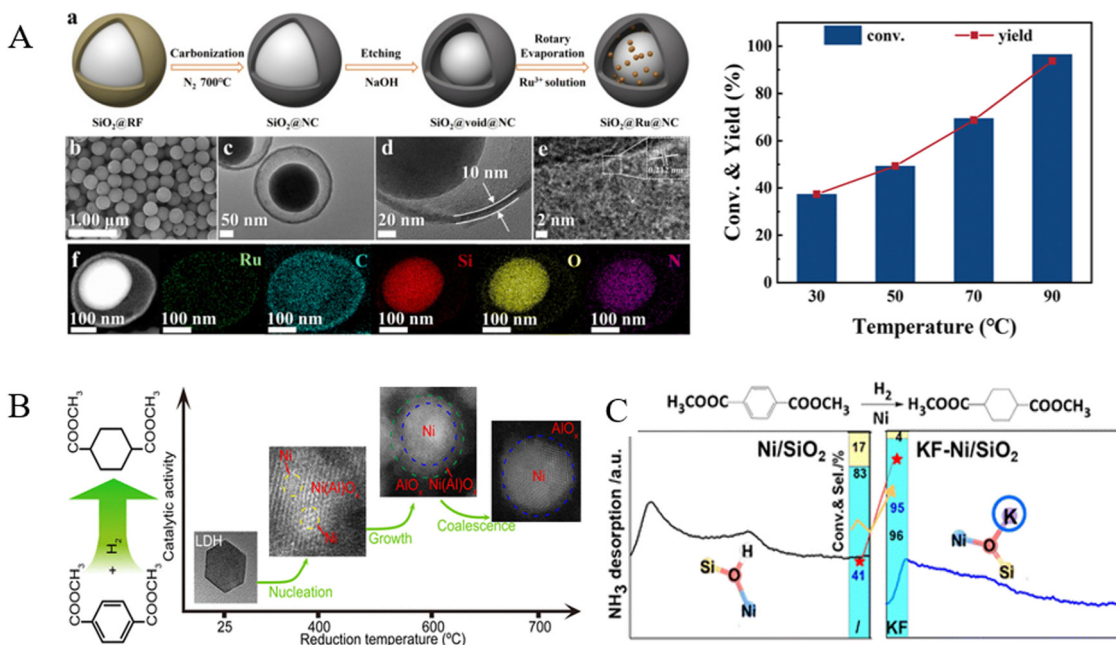 A
a
Carbonization
N₂ 700℃
Etching
NaOH
Rotary
Evaporation
Ru³⁺ solution
SiO₂@RF
SiO₂@NC
SiO₂@void@NC
SiO₂@Ru@NC
b
1.00 μm
c
50 nm
d
10 nm
20 nm
e
0.212 nm
2 nm
f
100 nm
Ru
100 nm
C
100 nm
Si
100 nm
O
100 nm
N
100 nm
conv.
yield
Conv. & Yield (%)
100
80
60
40
20
0
30
50
70
90
Temperature (℃)
B
COOCH₃
COOCH₃
+ H₂
COOCH₃
COOCH₃
Catalytic activity
LDH
Nucleation
Ni
Ni(Al)Oₓ
Ni
Growth
Ni
AlOₓ
Ni(Al)Oₓ
Coalescence
AlOₓ
Ni
25
400
600
700
Reduction temperature (ºC)
C
H₃COOC
COOCH₃
H₂
Ni
H₃COOC
COOCH₃
NH₃ desorption /a.u.
Ni/SiO₂
Si
O
H
Ni
Conv.& Sel./%
17
83
41
/
4
95
96
KF
KF-Ni/SiO₂
Ni
O
K
Si